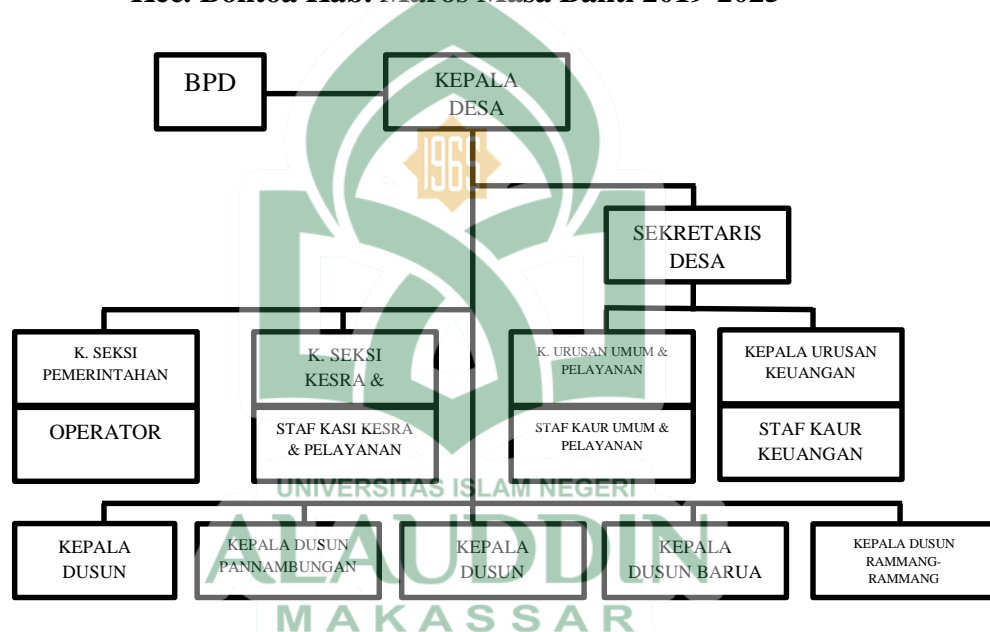 Kec. Bontoa Kab. Maros Masa Bakti 2019-2025
BPD
KEPALA
DESA
1965
SEKRETARIS
DESA
K. SEKSI
PEMERINTAHAN
K. SEKSI
KESRA &
K. URUSAN UMUM &
PELAYANAN
KEPALA URUSAN
KEUANGAN
OPERATOR
STAF KASI KESRA
& PELAYANAN
STAF KAUR UMUM &
PELAYANAN
STAF KAUR
KEUANGAN
UNIVERSITAS ISLAM NEGERI
ALAUDDIN
MAKASSAR
KEPALA
DUSUN
KEPALA DUSUN
PANNAMBUNGAN
KEPALA
DUSUN
KEPALA
DUSUN BARUA
KEPALA DUSUN
RAMMANG-
RAMMANG